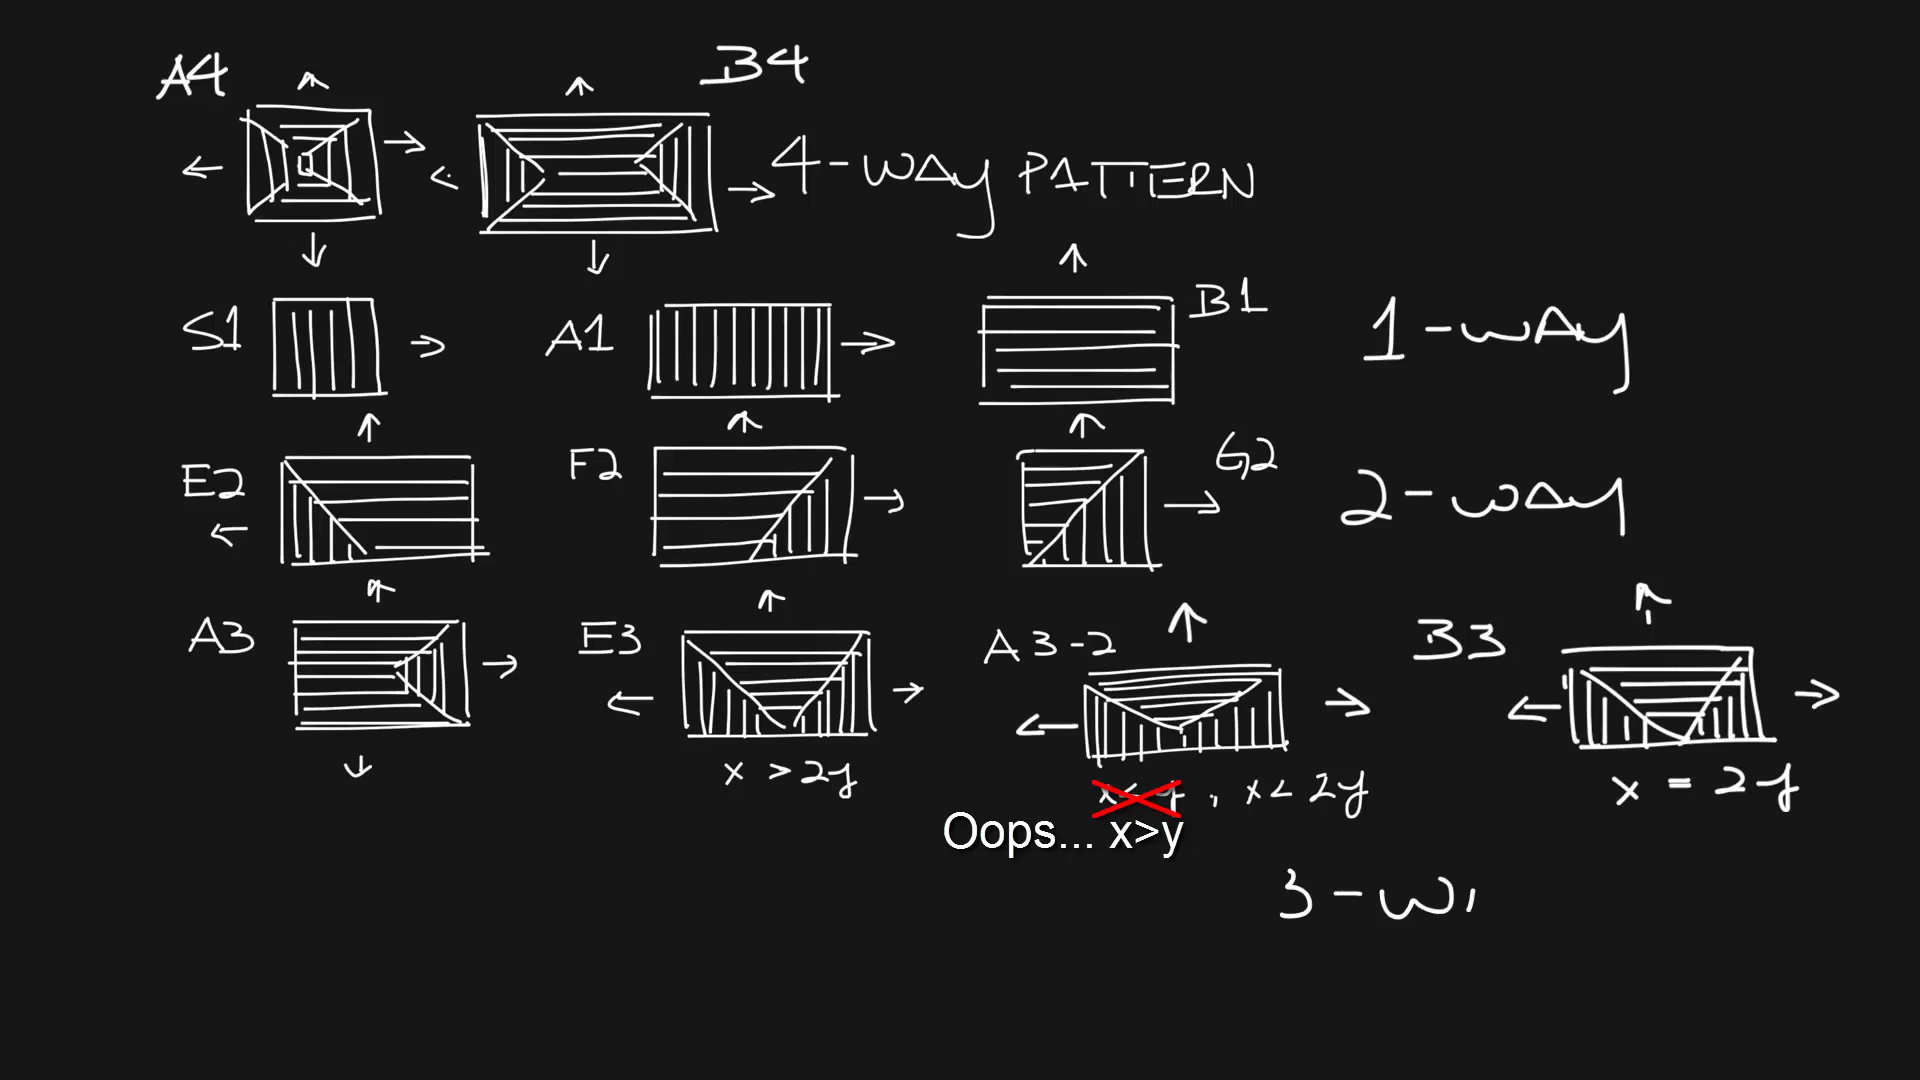 A4
B4
4-WAY PATTERN
S1
A1
B1
1-WAY
E2
F2
G2
2-WAY
A3
E3
A3-2
B3
x > 2y
x < y, x < 2y
x = 2y
Oops... x>y
3-W